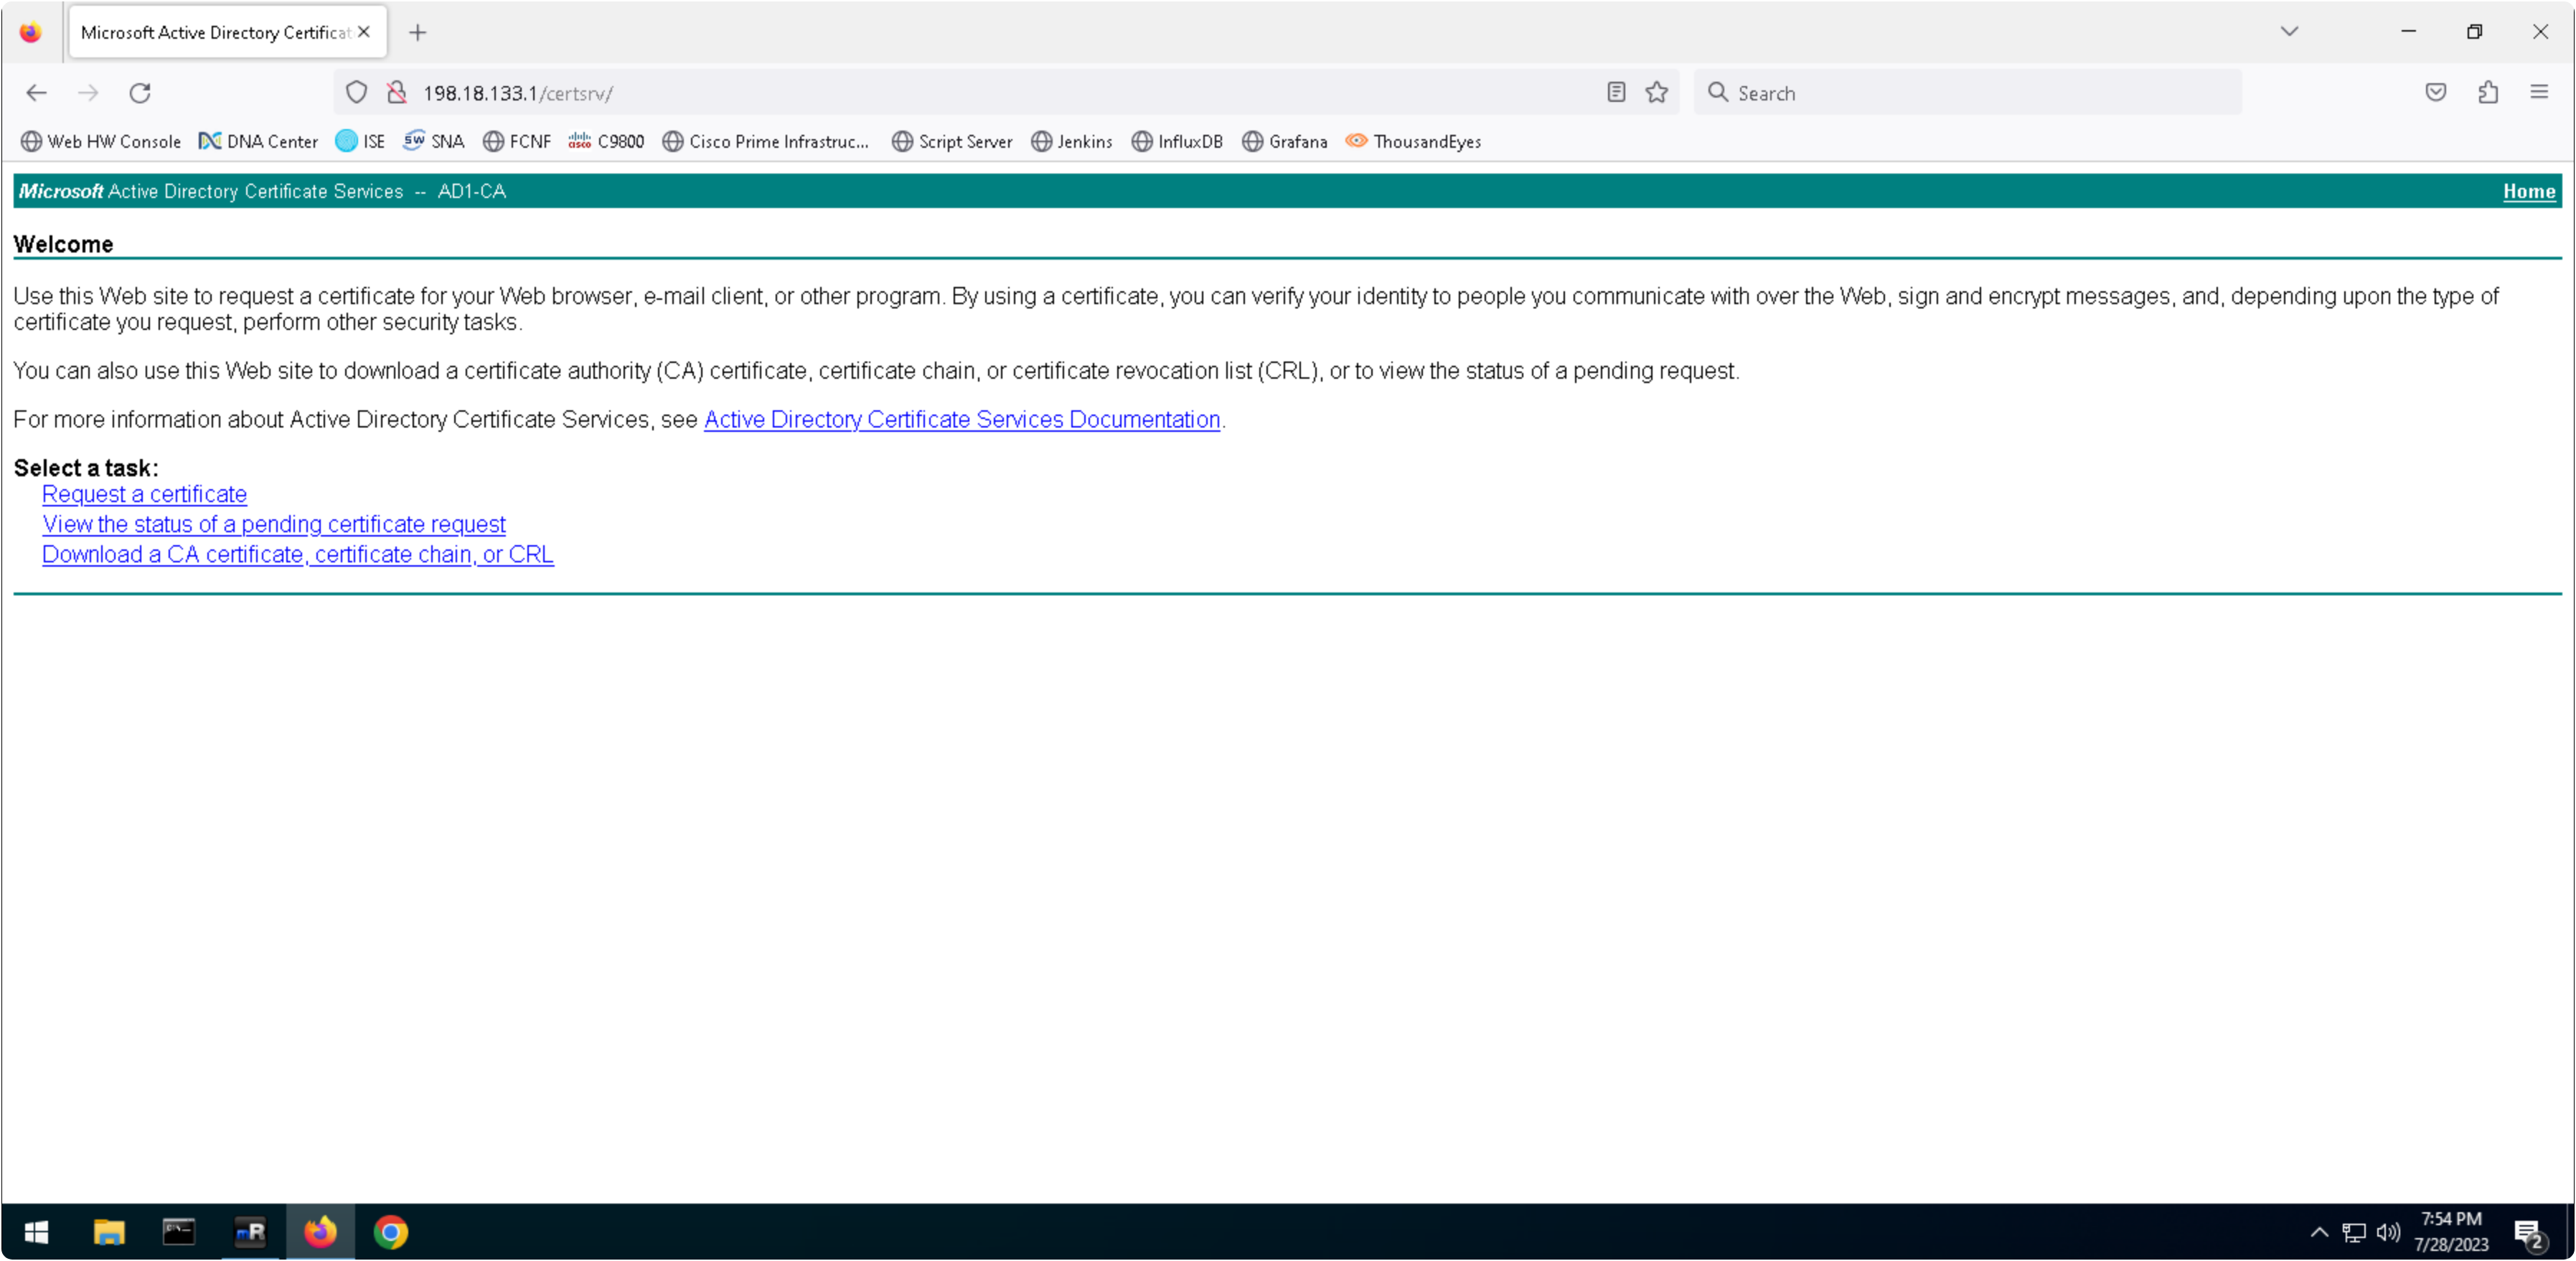 Microsoft Active Directory Certificat
198.18.133.1/certsrv/
Search
Web HW Console DNA Center ISE SNA FCNF C9800 Cisco Prime Infrastruc... Script Server Jenkins InfluxDB Grafana ThousandEyes
Microsoft Active Directory Certificate Services -- AD1-CA Home
Welcome
Use this Web site to request a certificate for your Web browser, e-mail client, or other program. By using a certificate, you can verify your identity to people you communicate with over the Web, sign and encrypt messages, and, depending upon the type of
certificate you request, perform other security tasks.
You can also use this Web site to download a certificate authority (CA) certificate, certificate chain, or certificate revocation list (CRL), or to view the status of a pending request.
For more information about Active Directory Certificate Services, see Active Directory Certificate Services Documentation.
Select a task:
Request a certificate
View the status of a pending certificate request
Download a CA certificate, certificate chain, or CRL
7:54 PM
7/28/2023
2